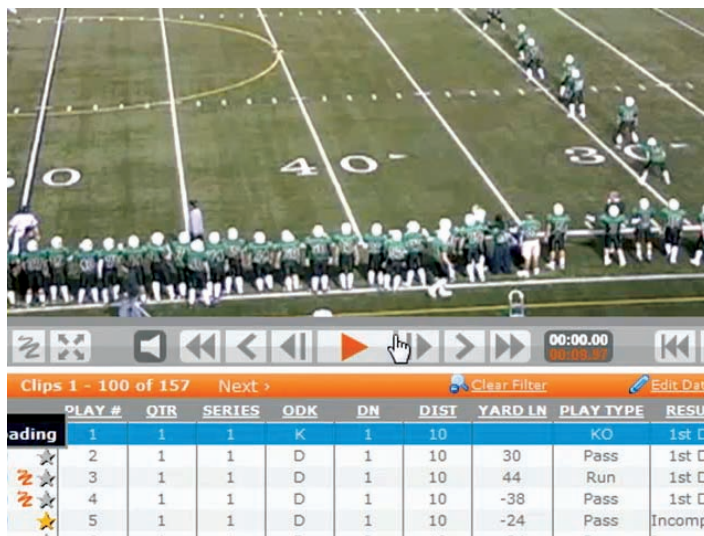 50 40 30
00:00.00
00:08.97
Clips 1 - 100 of 157 Next › Clear Filter Edit Dat
PLAY # QTR SERIES ODK DN DIST YARD LN PLAY TYPE RESU
ading 1 1 1 K 1 10 KO 1st D
2 1 1 D 1 10 30 Pass 1st D
3 1 1 D 1 10 44 Run 1st D
4 1 1 D 1 10 -38 Pass 1st D
5 1 1 D 1 10 -24 Pass Incomp